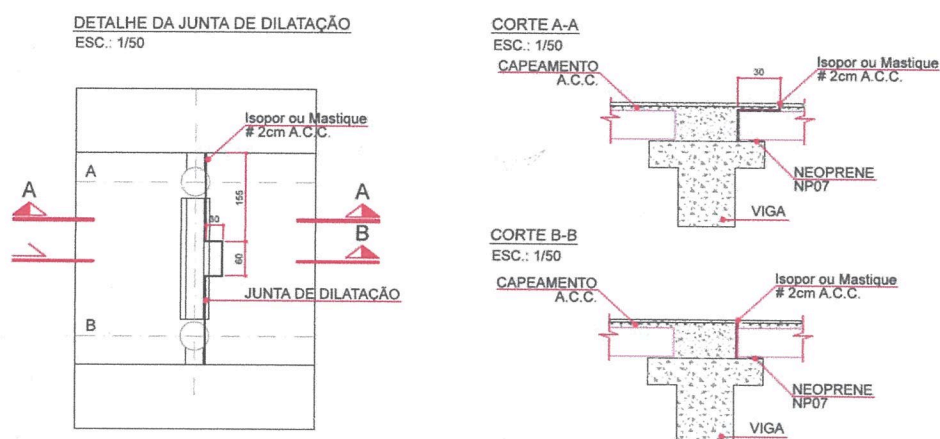 DETALHE DA JUNTA DE DILATAÇÃO
ESC.: 1/50
Isopor ou Mastique
# 2cm A.C.C.
A
A
A
155
30
B
60
JUNTA DE DILATAÇÃO
B
CORTE A-A
ESC.: 1/50
CAPEAMENTO
A.C.C.
30
Isopor ou Mastique
# 2cm A.C.C.
NEOPRENE
NP07
VIGA
CORTE B-B
ESC.: 1/50
CAPEAMENTO
A.C.C.
Isopor ou Mastique
# 2cm A.C.C.
NEOPRENE
NP07
VIGA